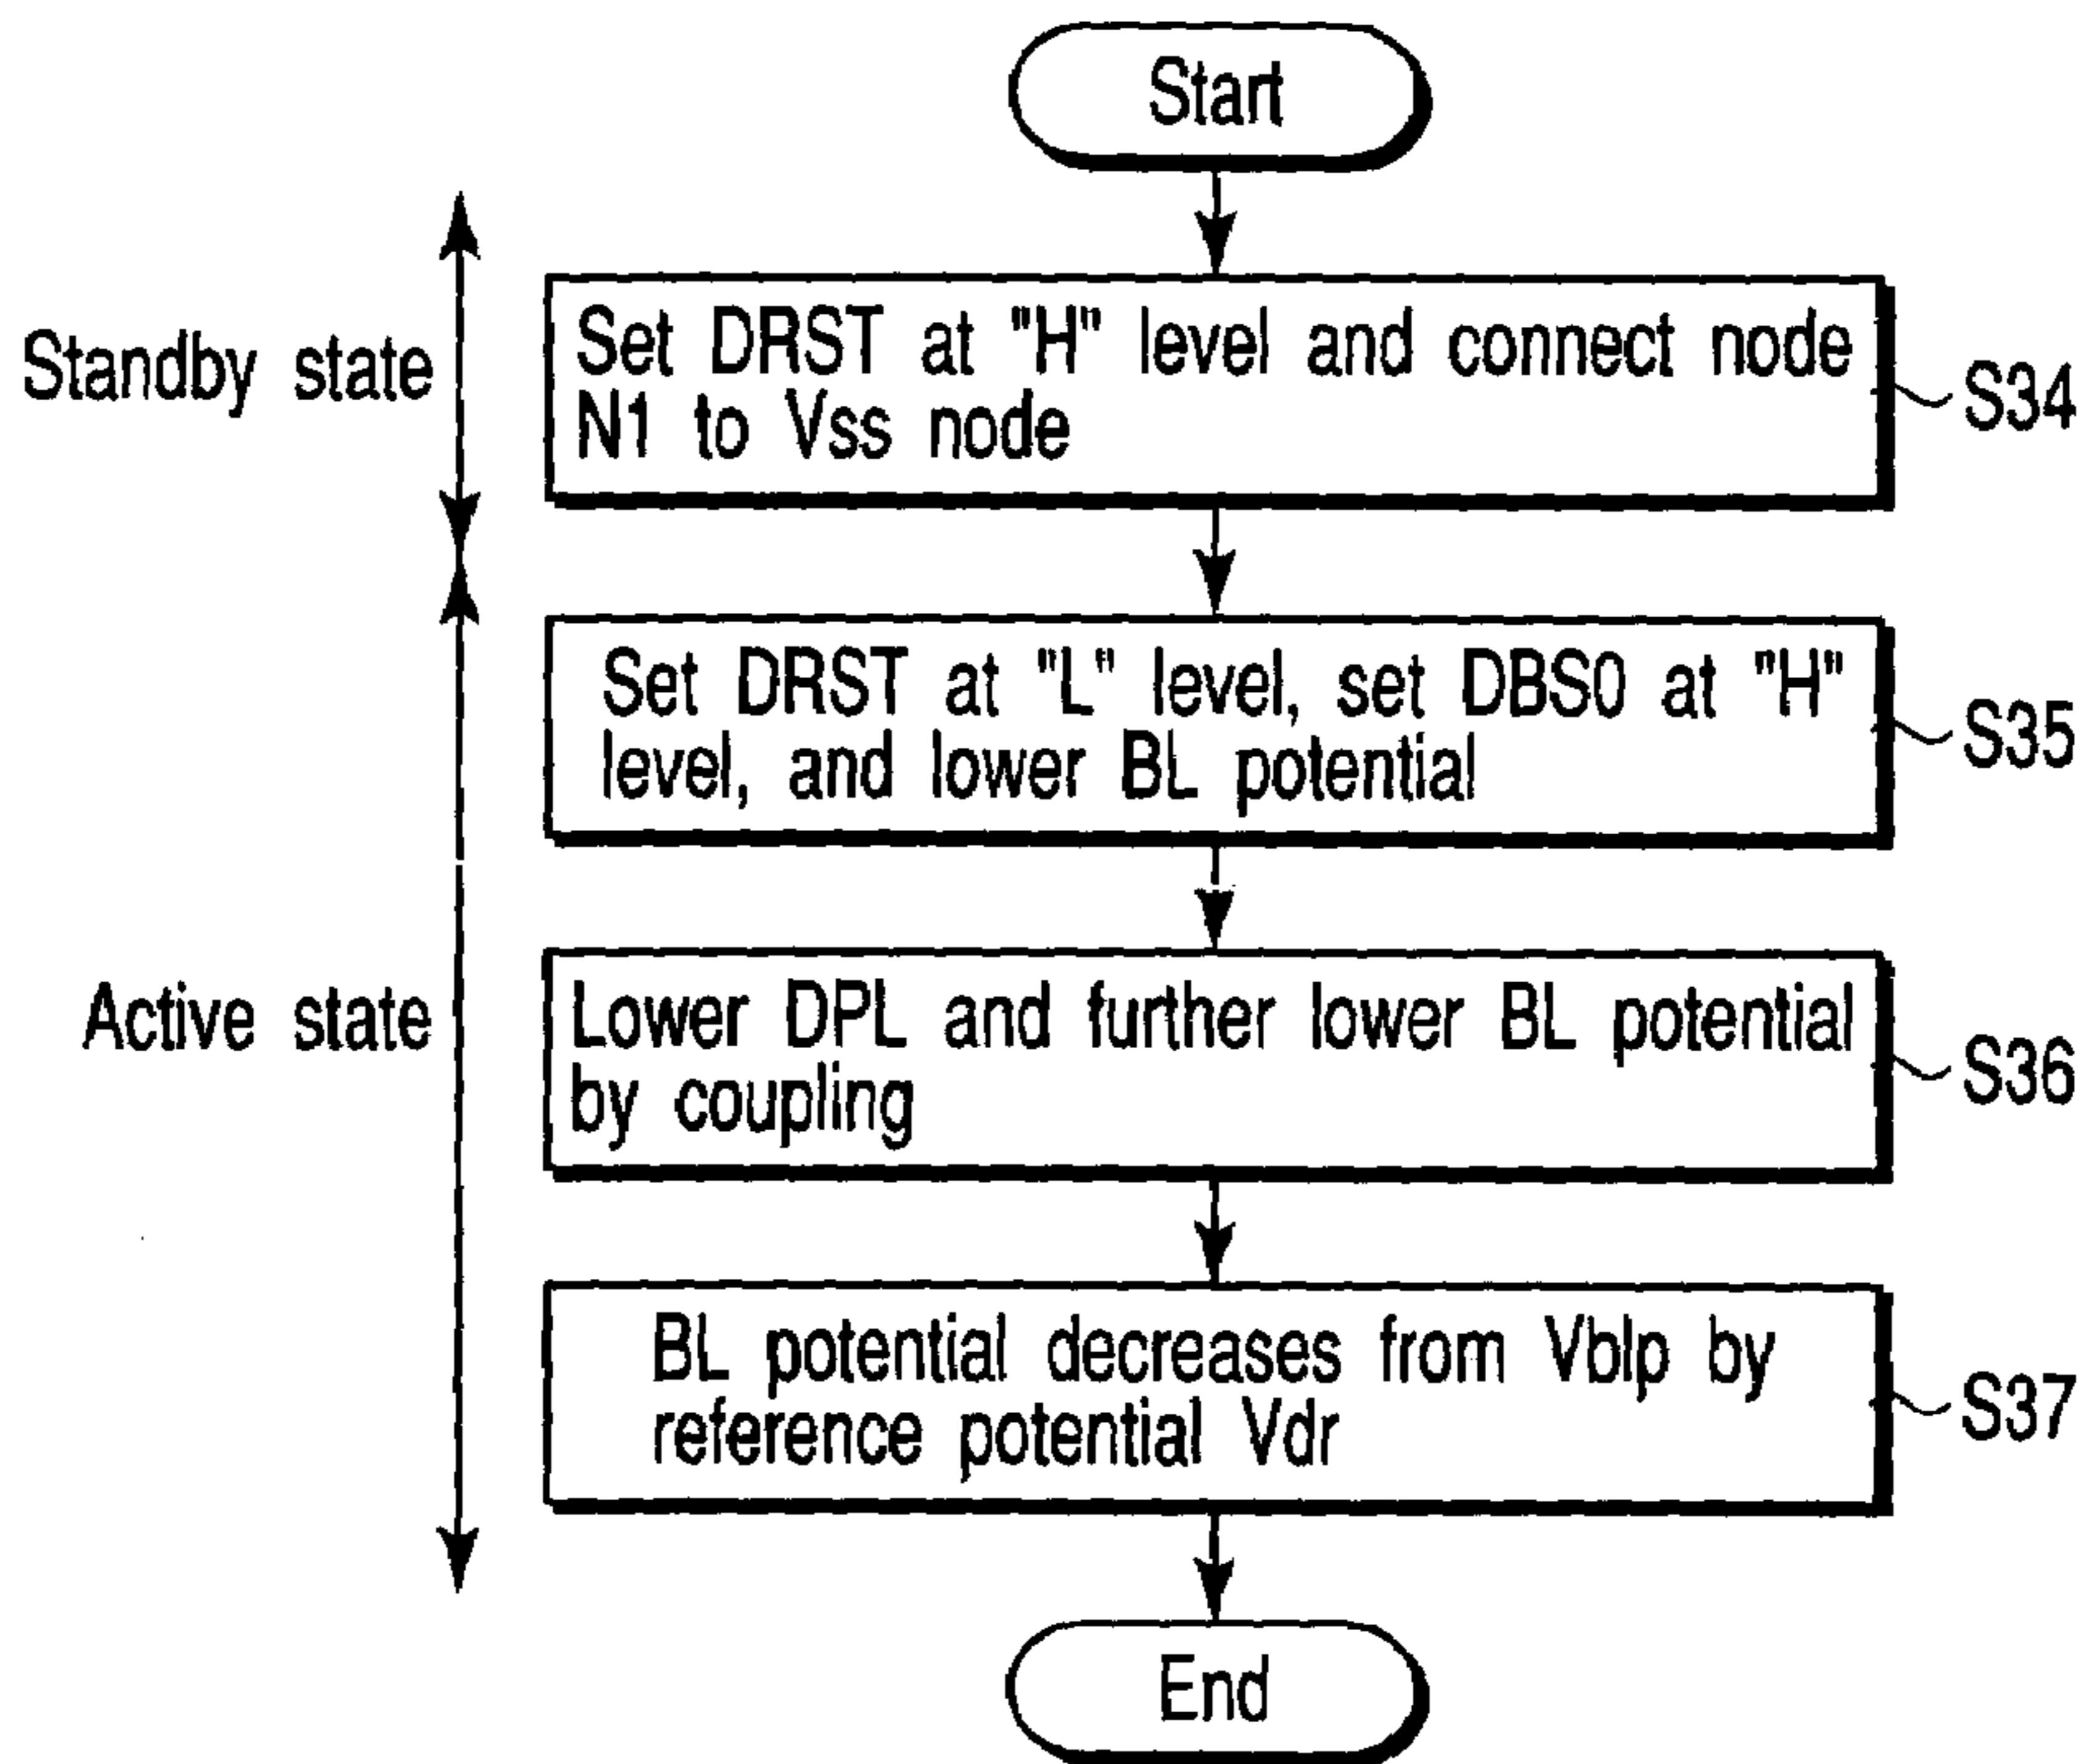 Start
Standby state
Set DRST at "H" level and connect node
N1 to Vss node
S34
Set DRST at "L" level, set DBS0 at "H"
level, and lower BL potential
S35
Active state
Lower DPL and further lower BL potential
by coupling
S36
BL potential decreases from Vblp by
reference potential Vdr
S37
End